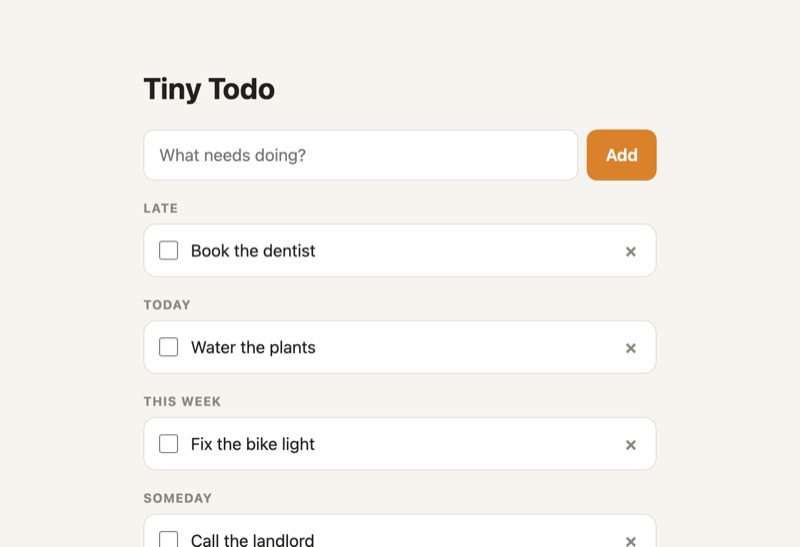 Tiny Todo
What needs doing?
Add
LATE
Book the dentist
×
TODAY
Water the plants
×
THIS WEEK
Fix the bike light
×
SOMEDAY
Call the landlord
×